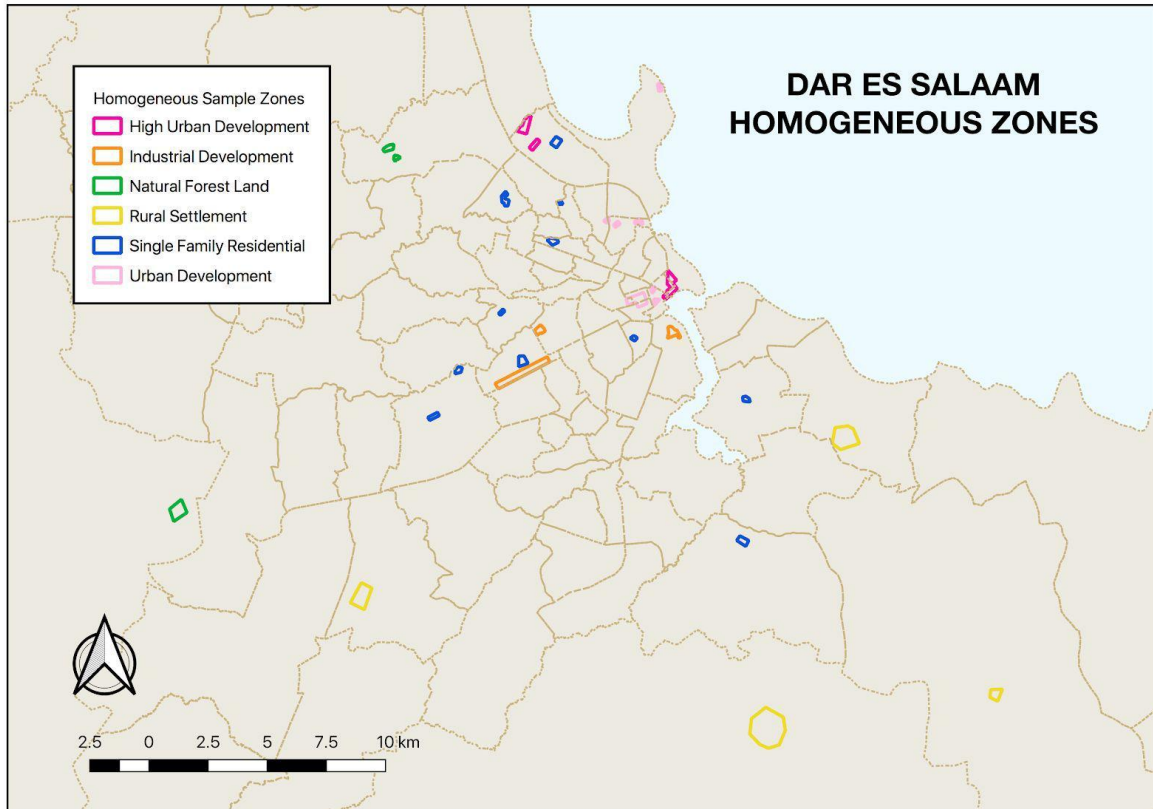 DAR ES SALAAM
HOMOGENEOUS ZONES
Homogeneous Sample Zones
High Urban Development
Industrial Development
Natural Forest Land
Rural Settlement
Single Family Residential
Urban Development
2.5 0 2.5 5 7.5 10 km